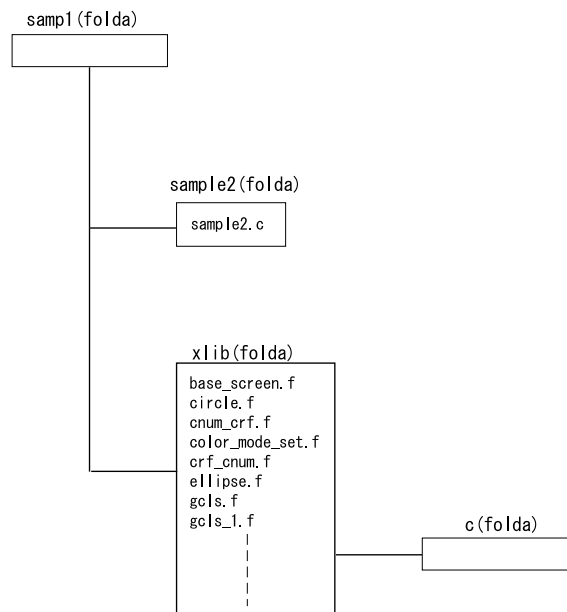 samp1(folda)
sample2(folda)
sample2.c
xlib(folda)
base_screen.f
circle.f
cnum_crf.f
color_mode_set.f
crf_cnum.f
ellipse.f
gcls.f
gcls_1.f
c(folda)